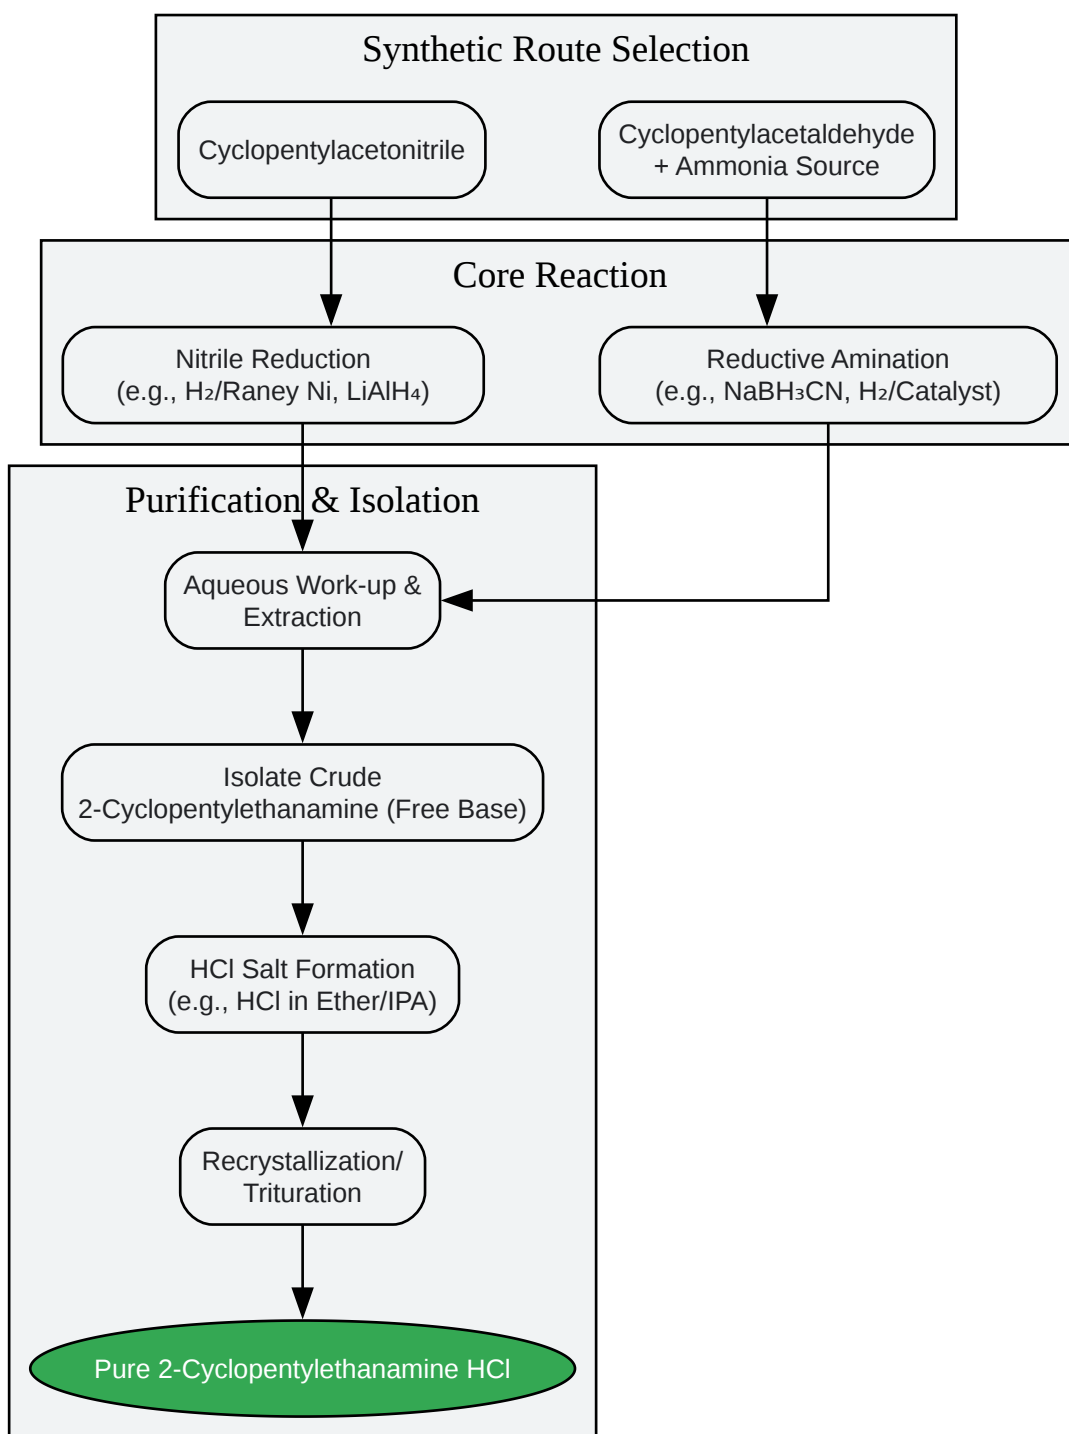 Synthetic Route Selection
Cyclopentylacetonitrile
Cyclopentylacetaldehyde
+ Ammonia Source
Core Reaction
Nitrile Reduction
(e.g., H₂/Raney Ni, LiAlH₄)
Reductive Amination
(e.g., NaBH₃CN, H₂/Catalyst)
Purification & Isolation
Aqueous Work-up &
Extraction
Isolate Crude
2-Cyclopentylethanamine (Free Base)
HCl Salt Formation
(e.g., HCl in Ether/IPA)
Recrystallization/
Trituration
Pure 2-Cyclopentylethanamine HCl